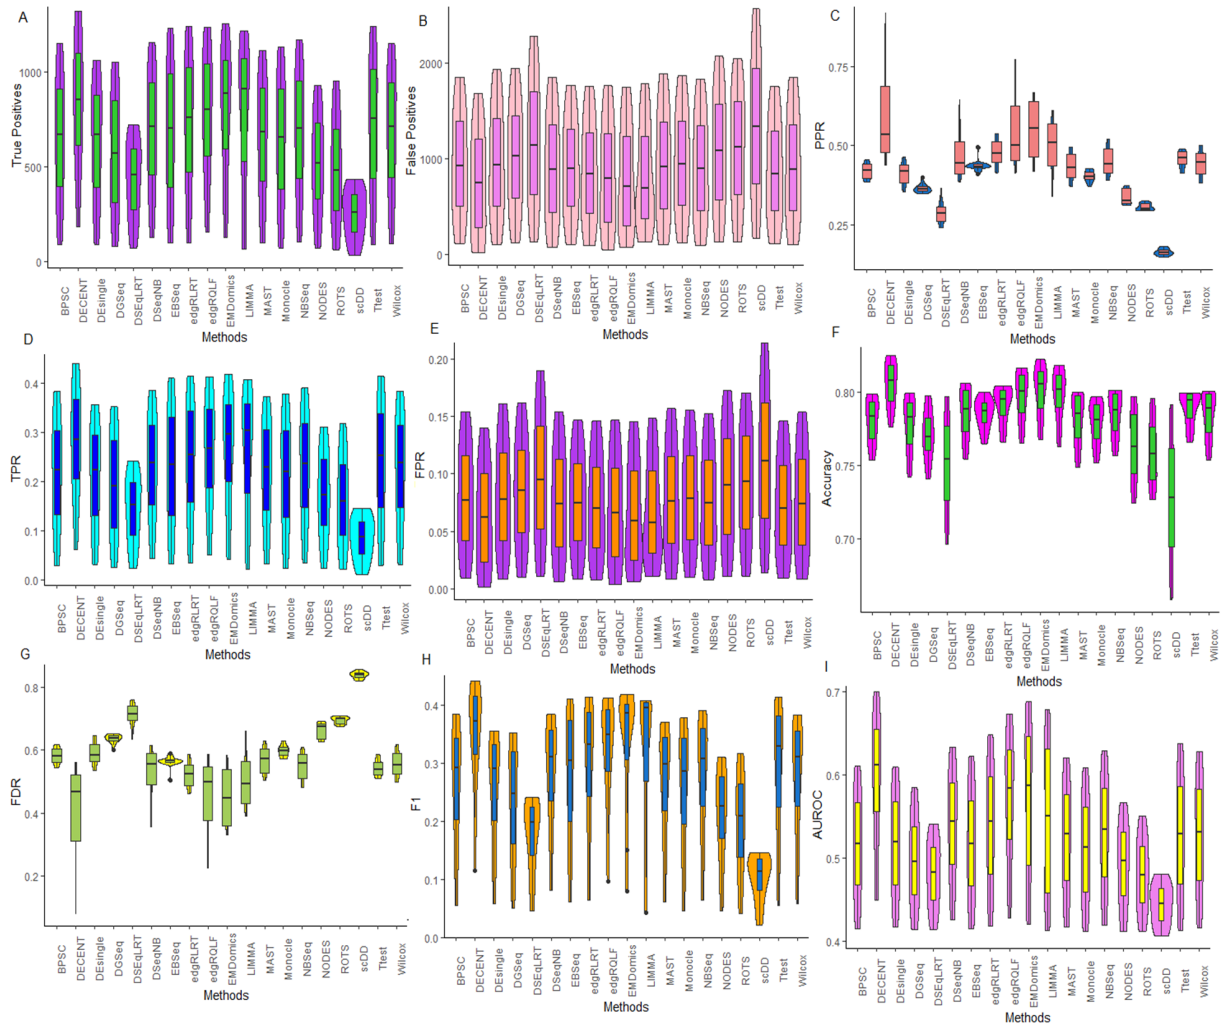 A
True Positives
1000
500
0
BPSC
DECENT
DEsingle
DGSeq
DSEqLRT
DSeqNB
EBSeq
edgRLRT
edgRQLF
EMDomics
LIMMA
MAST
Monocle
NBSeq
NODES
ROTS
scDD
Ttest
Wilcox
Methods
B
False Positives
2000
1000
0
BPSC
DECENT
DEsingle
DGSeq
DSEqLRT
DSeqNB
EBSeq
edgRLRT
edgRQLF
EMDomics
LIMMA
MAST
Monocle
NBSeq
NODES
ROTS
scDD
Ttest
Wilcox
Methods
C
PPR
0.75
0.50
0.25
BPSC
DECENT
DEsingle
DGSeq
DSEqLRT
DSeqNB
EBSeq
edgRLRT
edgRQLF
EMDomics
LIMMA
MAST
Monocle
NBSeq
NODES
ROTS
scDD
Ttest
Wilcox
Methods
D
TPR
0.4
0.3
0.2
0.1
0.0
BPSC
DECENT
DEsingle
DGSeq
DSEqLRT
DSeqNB
EBSeq
edgRLRT
edgRQLF
EMDomics
LIMMA
MAST
Monocle
NBSeq
NODES
ROTS
scDD
Ttest
Wilcox
Methods
E
FPR
0.20
0.15
0.10
0.05
0.00
BPSC
DECENT
DEsingle
DGSeq
DSEqLRT
DSeqNB
EBSeq
edgRLRT
edgRQLF
EMDomics
LIMMA
MAST
Monocle
NBSeq
NODES
ROTS
scDD
Ttest
Wilcox
Methods
F
Accuracy
0.80
0.75
0.70
BPSC
DECENT
DEsingle
DGSeq
DSEqLRT
DSeqNB
EBSeq
edgRLRT
edgRQLF
EMDomics
LIMMA
MAST
Monocle
NBSeq
NODES
ROTS
scDD
Ttest
Wilcox
Methods
G
FDR
0.8
0.6
0.4
0.2
BPSC
DECENT
DEsingle
DGSeq
DSEqLRT
DSeqNB
EBSeq
edgRLRT
edgRQLF
EMDomics
LIMMA
MAST
Monocle
NBSeq
NODES
ROTS
scDD
Ttest
Wilcox
Methods
H
F1
0.4
0.3
0.2
0.1
0.0
BPSC
DECENT
DEsingle
DGSeq
DSEqLRT
DSeqNB
EBSeq
edgRLRT
edgRQLF
EMDomics
LIMMA
MAST
Monocle
NBSeq
NODES
ROTS
scDD
Ttest
Wilcox
Methods
I
AUROC
0.7
0.6
0.5
0.4
BPSC
DECENT
DEsingle
DGSeq
DSEqLRT
DSeqNB
EBSeq
edgRLRT
edgRQLF
EMDomics
LIMMA
MAST
Monocle
NBSeq
NODES
ROTS
scDD
Ttest
Wilcox
Methods